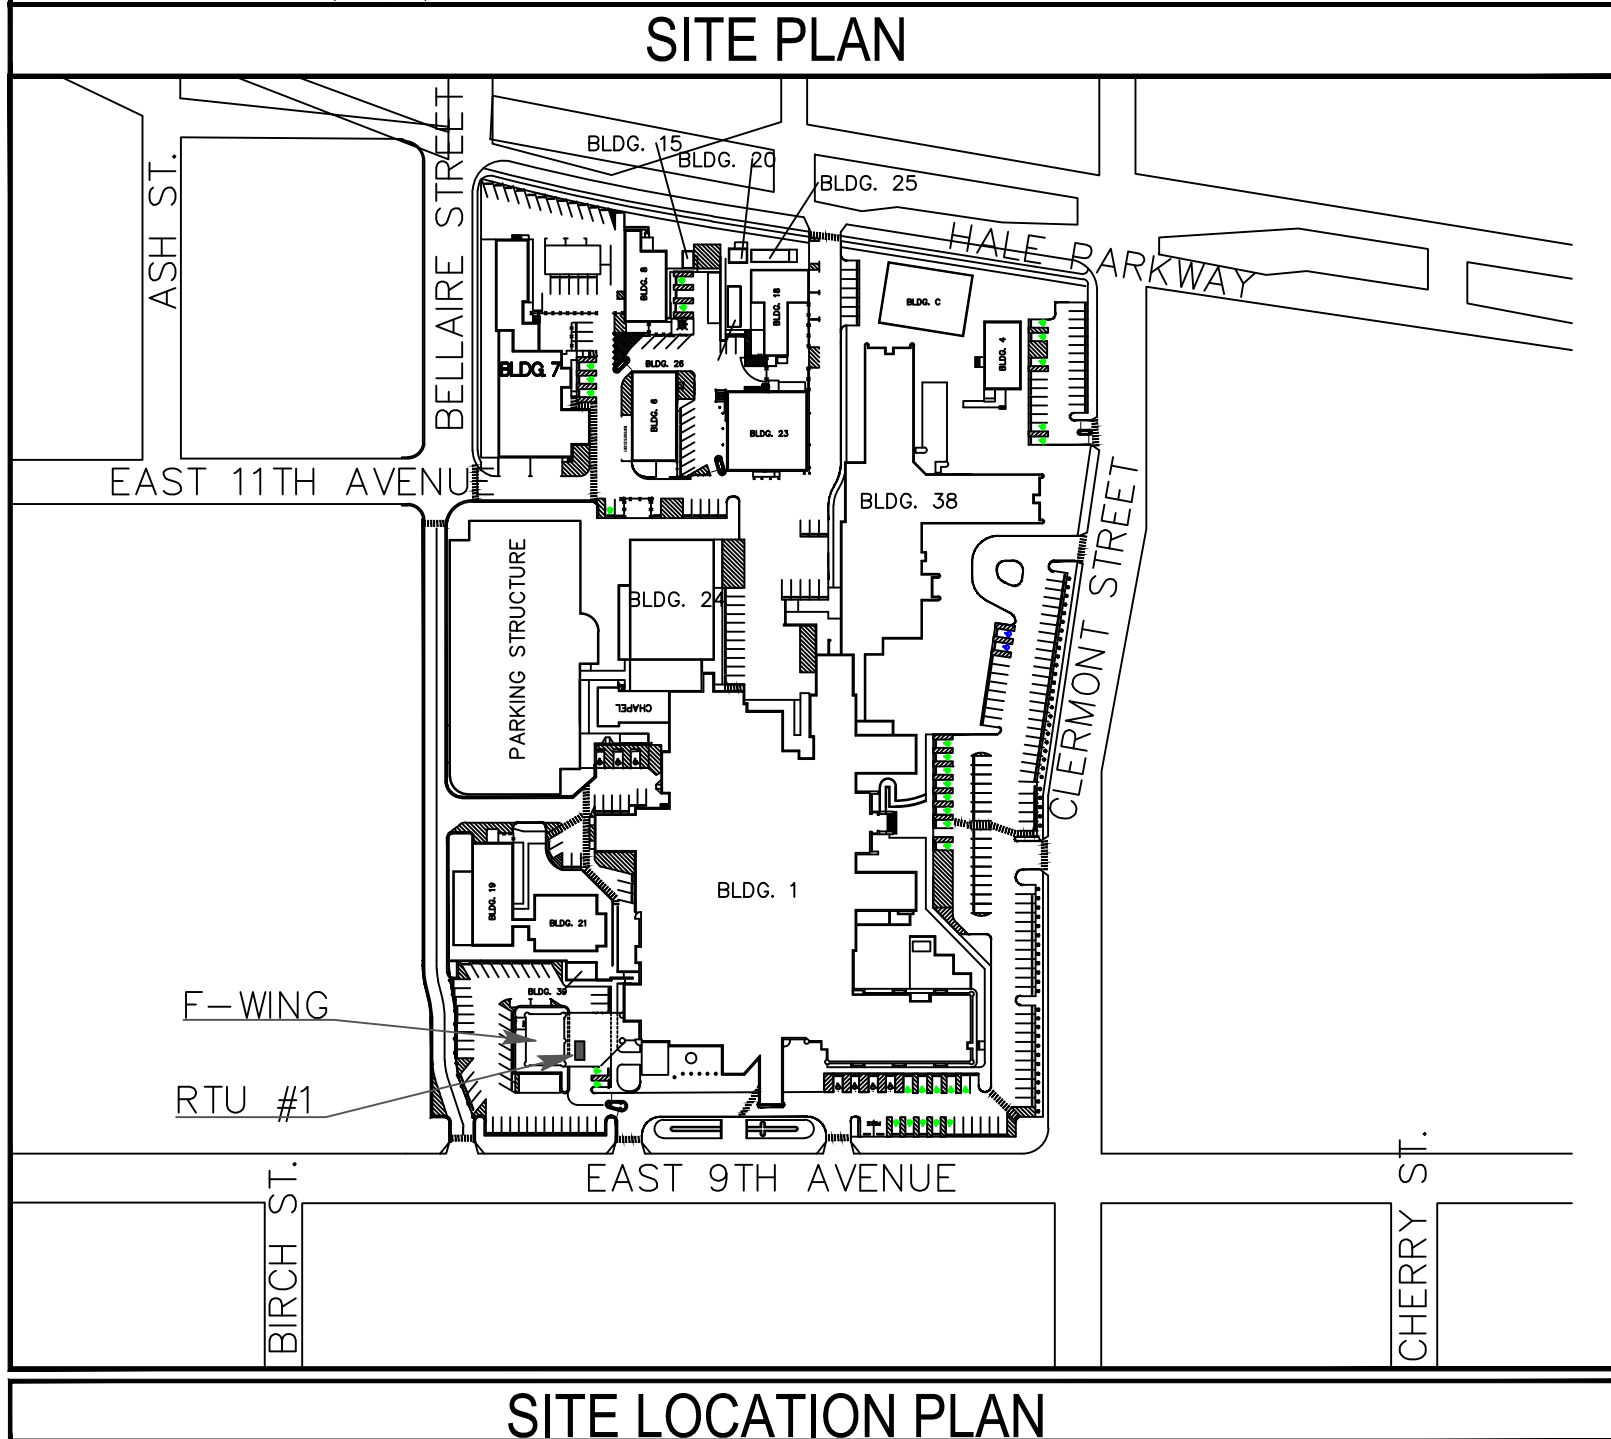 SITE PLAN
BLDG. 15
BLDG. 20
BLDG. 25
ASH ST.
BELLAIRE STREET
HALE PARKWAY
BLDG. 8
BLDG. 18
BLDG. C
BLDG. 4
BLDG. 7
BLDG. 26
BLDG. 6
BLDG. 23
EAST 11TH AVENUE
BLDG. 38
CLERMONT STREET
PARKING STRUCTURE
BLDG. 24
CHAPEL
BLDG. 1
BLDG. 19
BLDG. 21
BLDG. 39
F-WING
RTU #1
EAST 9TH AVENUE
BIRCH ST.
CHERRY ST.
SITE LOCATION PLAN